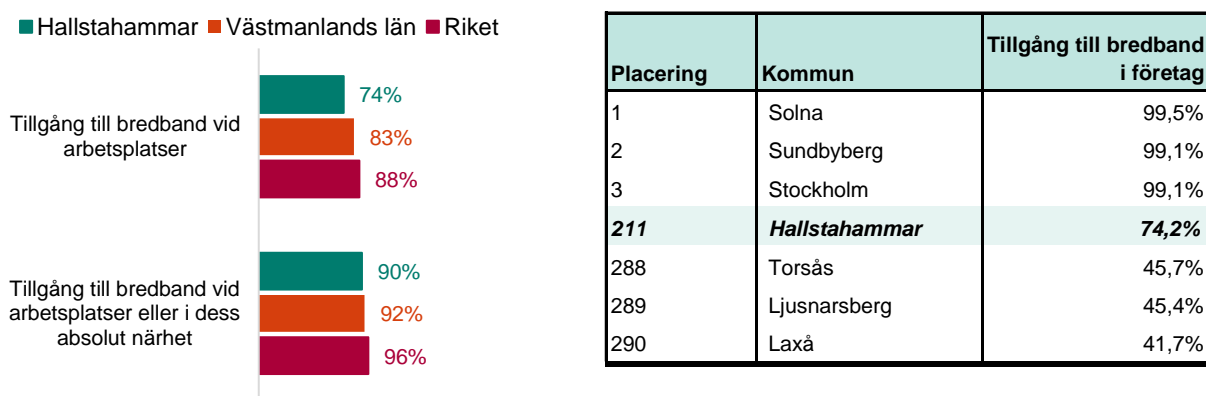 Hallstahammar Västmanlands län Riket
Tillgång till bredband vid
arbetsplatser
74%
83%
88%
Tillgång till bredband vid
arbetsplatser eller i dess
absolut närhet
90%
92%
96%
Placering Kommun Tillgång till bredband
i företag
1 Solna 99,5%
2 Sundbyberg 99,1%
3 Stockholm 99,1%
211 Hallstahammar 74,2%
288 Torsås 45,7%
289 Ljusnarsberg 45,4%
290 Laxå 41,7%